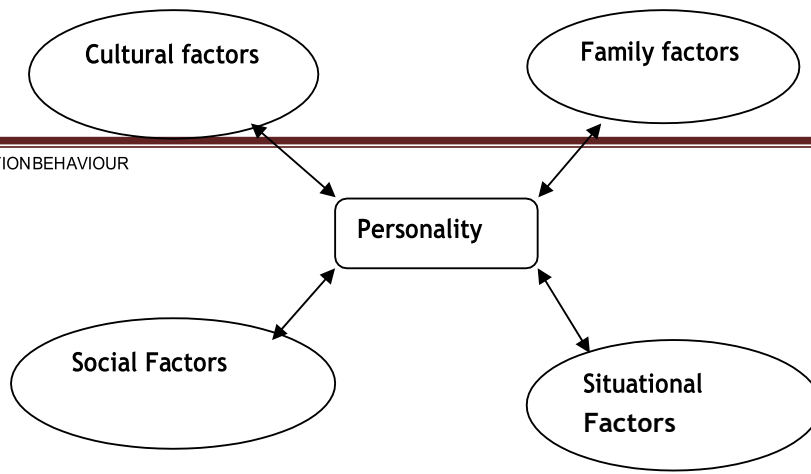 Cultural factors
Family factors
TIONBEHAVIOUR
Personality
Social Factors
Situational
Factors